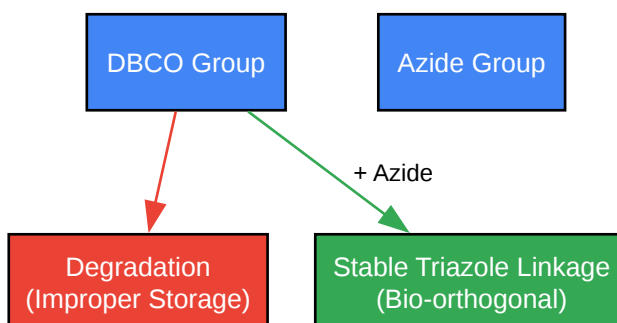 DBCO Group
Azide Group
+ Azide
Degradation
(Improper Storage)
Stable Triazole Linkage
(Bio-orthogonal)